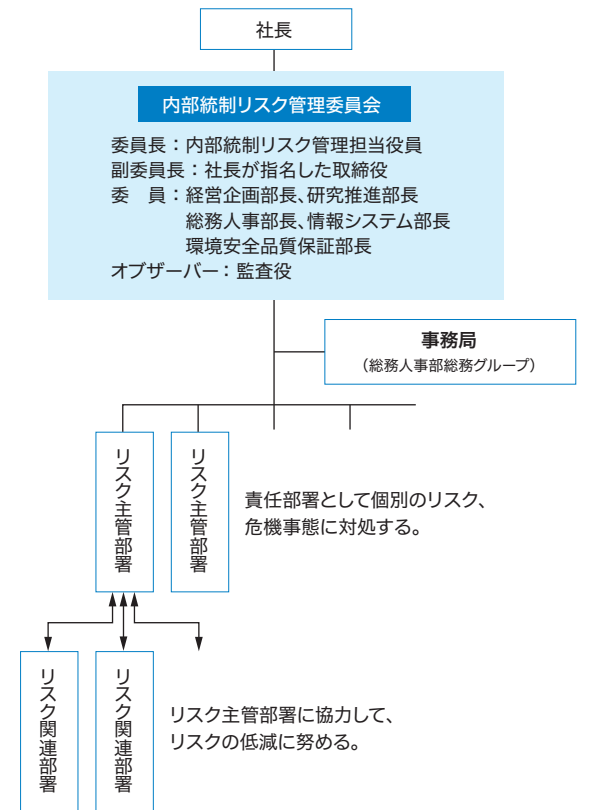 社長
内部統制リスク管理委員会
委員長：内部統制リスク管理担当役員
副委員長：社長が指名した取締役
委　員：経営企画部長、研究推進部長
総務人事部長、情報システム部長
環境安全品質保証部長
オブザーバー：監査役
事務局
（総務人事部総務グループ）
リスク主管部署
リスク主管部署
責任部署として個別のリスク、
危機事態に対処する。
リスク関連部署
リスク関連部署
リスク主管部署に協力して、
リスクの低減に努める。